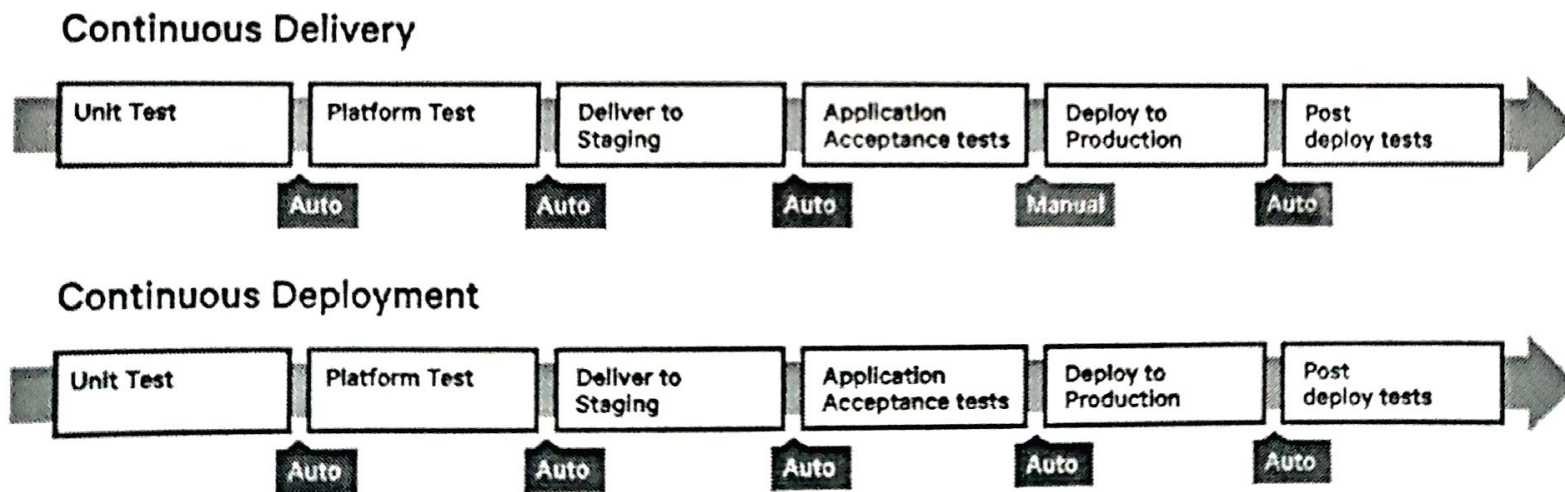 Continuous Delivery
Unit Test
Platform Test
Deliver to
Staging
Application
Acceptance tests
Deploy to
Production
Post
deploy tests
Auto
Auto
Auto
Manual
Auto
Continuous Deployment
Unit Test
Platform Test
Deliver to
Staging
Application
Acceptance tests
Deploy to
Production
Post
deploy tests
Auto
Auto
Auto
Auto
Auto